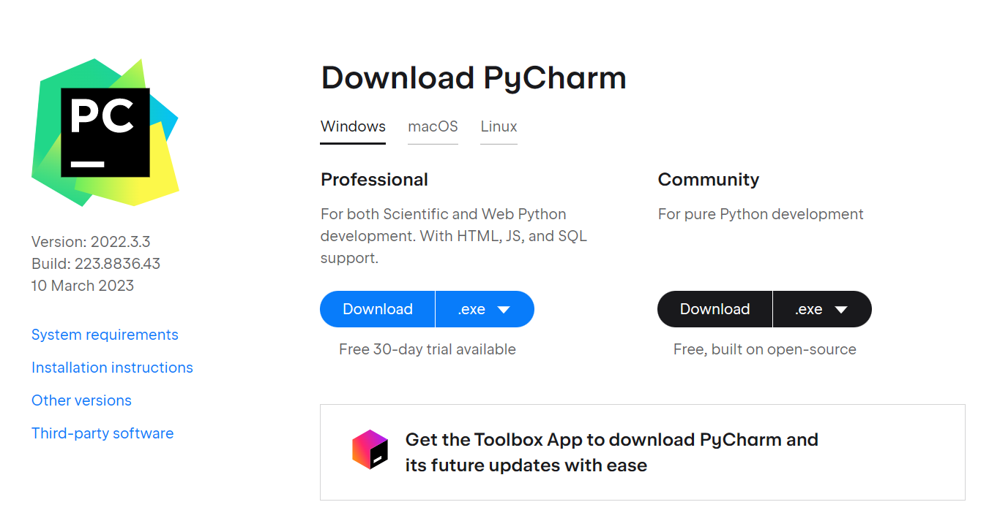 PC
Version: 2022.3.3
Build: 223.8836.43
10 March 2023
System requirements
Installation instructions
Other versions
Third-party software
Download PyCharm
Windows macOS Linux
Professional
For both Scientific and Web Python
development. With HTML, JS, and SQL
support.
Download .exe
Free 30-day trial available
Community
For pure Python development
Download .exe
Free, built on open-source
Get the Toolbox App to download PyCharm and
its future updates with ease